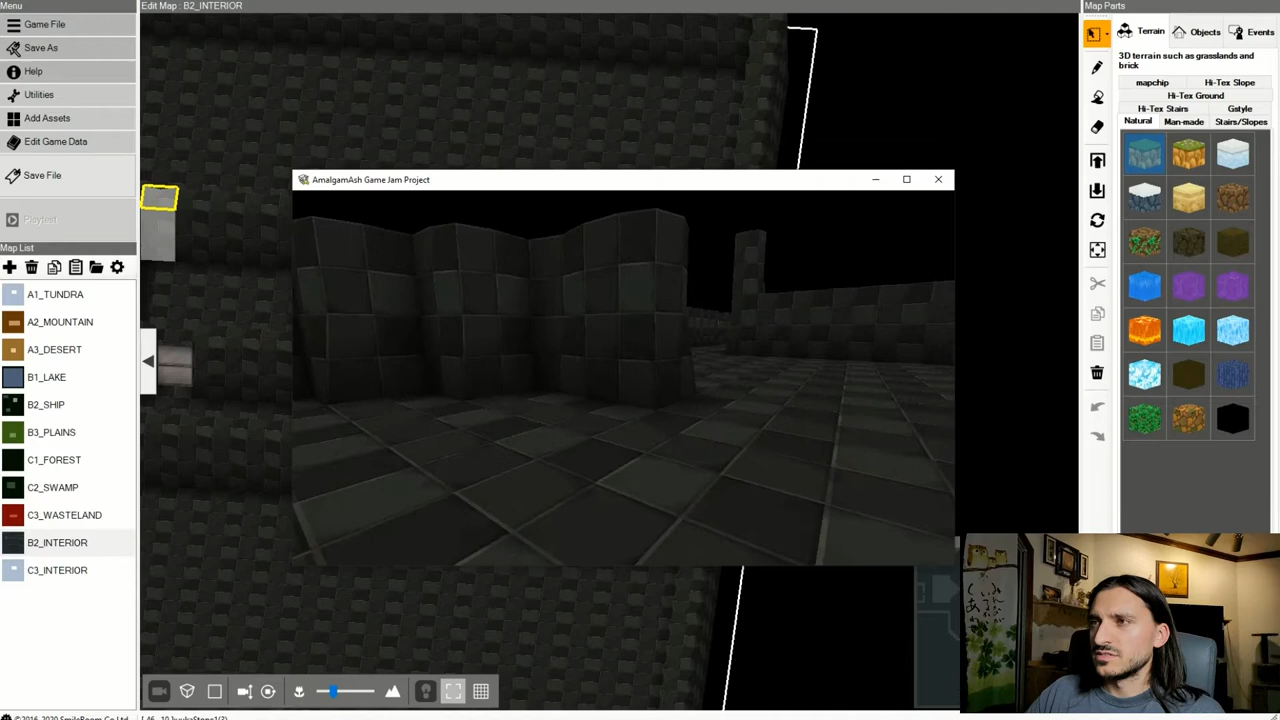 Menu
Game File
Save As
Help
Utilities
Add Assets
Edit Game Data
Save File
Playtest
Map List
A1_TUNDRA
A2_MOUNTAIN
A3_DESERT
B1_LAKE
B2_SHIP
B3_PLAINS
C1_FOREST
C2_SWAMP
C3_WASTELAND
B2_INTERIOR
C3_INTERIOR
Edit Map : B2_INTERIOR
AmalgamAsh Game Jam Project
Map Parts
Terrain
Objects
Events
3D terrain such as grasslands and
brick
mapchip
Hi-Tex Slope
Hi-Tex Ground
Hi-Tex Stairs
Gstyle
Natural
Man-made
Stairs/Slopes